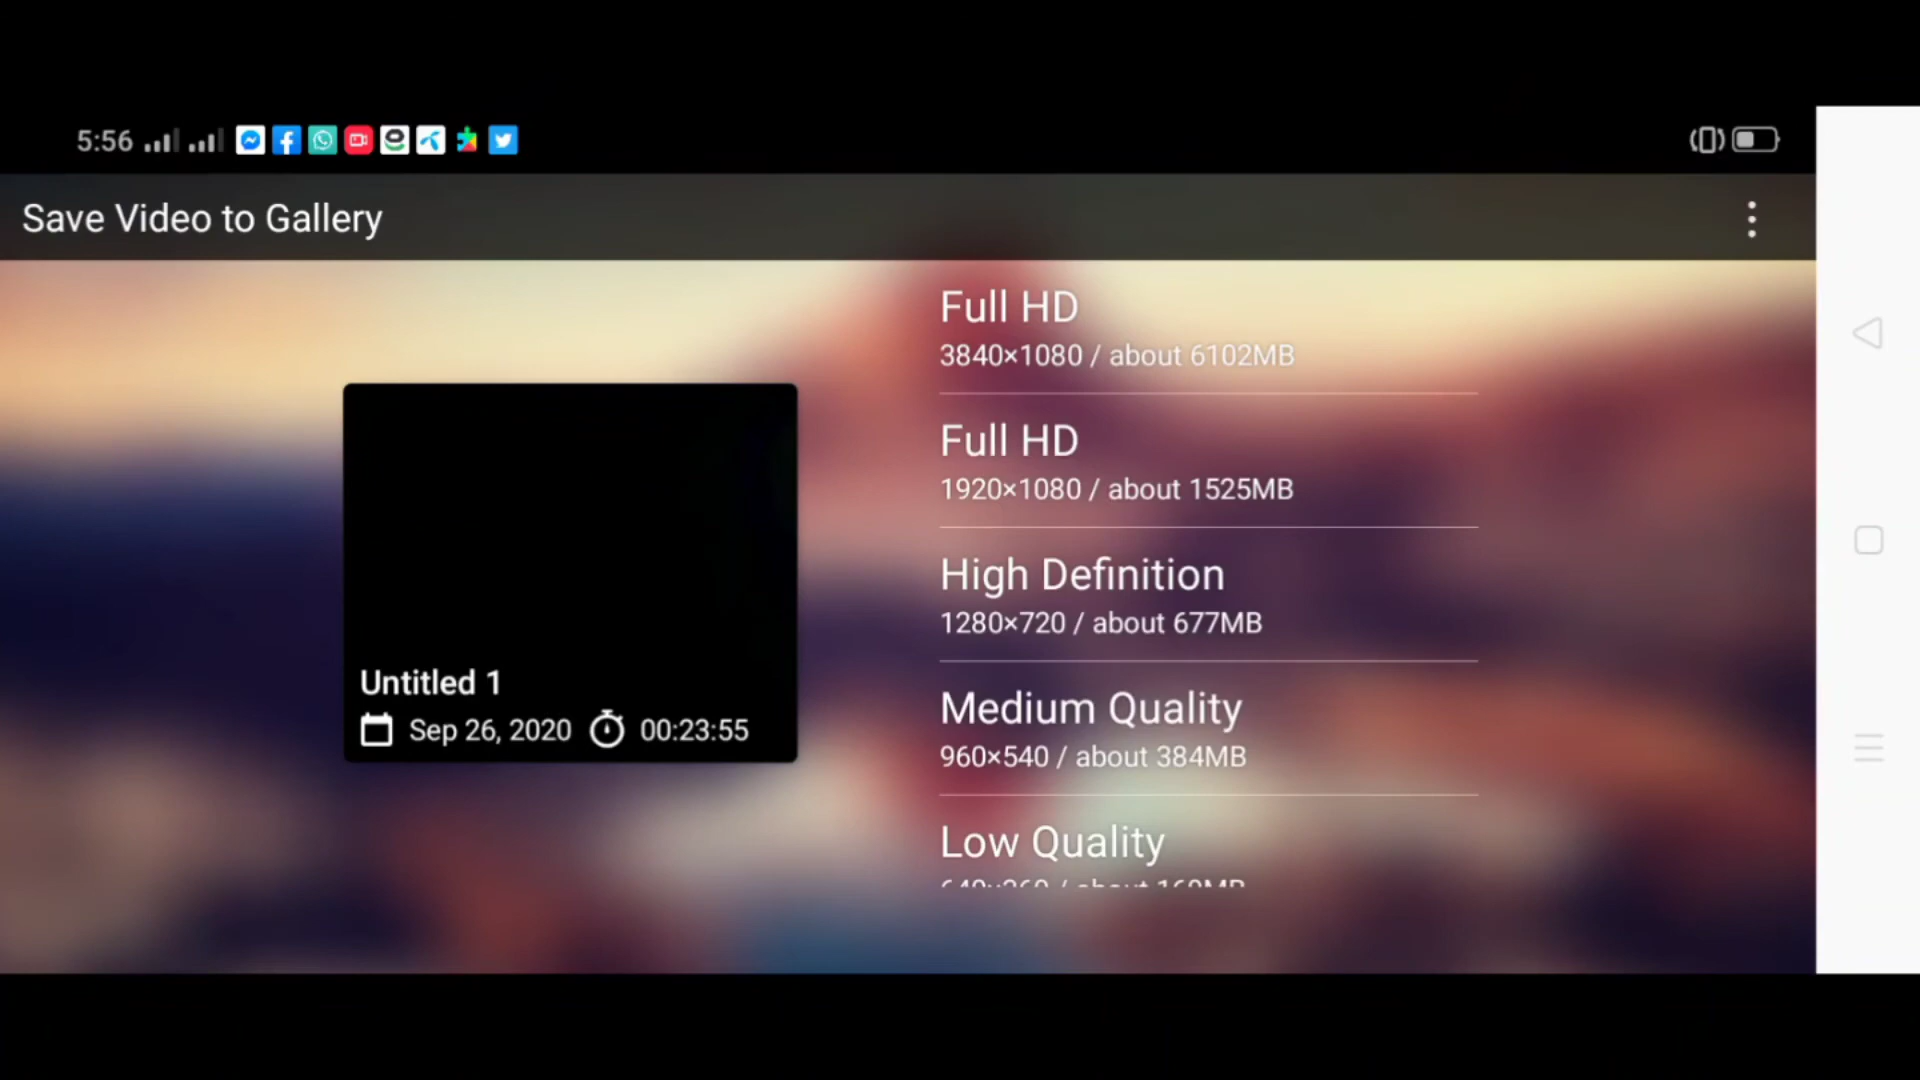 5:56
Save Video to Gallery
Full HD
3840×1080 / about 6102MB
Full HD
1920×1080 / about 1525MB
High Definition
1280×720 / about 677MB
Medium Quality
960×540 / about 384MB
Low Quality
Untitled 1
Sep 26, 2020 00:23:55